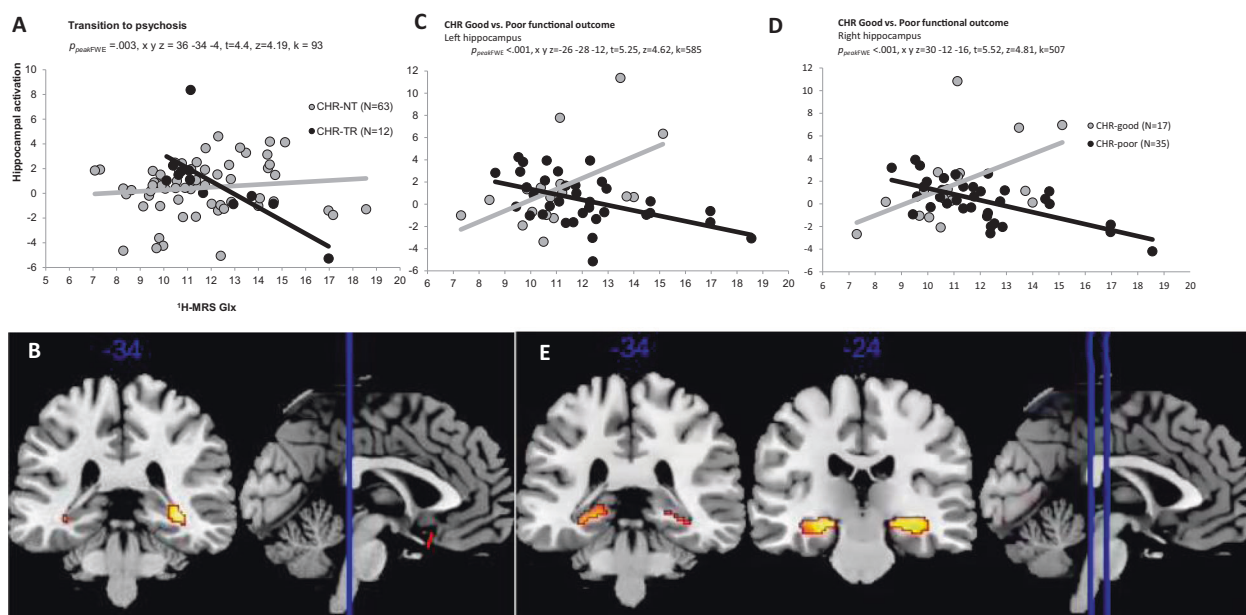 A
Transition to psychosis
p_peakFWE =.003, x y z = 36 -34 -4, t=4.4, z=4.19, k = 93
Hippocampal activation
12
10
8
6
4
2
0
-2
-4
-6
5 6 7 8 9 10 11 12 13 14 15 16 17 18 19 20
¹H-MRS Glx
CHR-NT (N=63)
CHR-TR (N=12)
C
CHR Good vs. Poor functional outcome
Left hippocampus
p_peakFWE <.001, x y z=-26 -28 -12, t=5.25, z=4.62, k=585
12
10
8
6
4
2
0
-2
-4
-6
6 7 8 9 10 11 12 13 14 15 16 17 18 19 20
D
CHR Good vs. Poor functional outcome
Right hippocampus
p_peakFWE <.001, x y z=30 -12 -16, t=5.52, z=4.81, k=507
12
10
8
6
4
2
0
-2
-4
-6
6 7 8 9 10 11 12 13 14 15 16 17 18 19 20
CHR-good (N=17)
CHR-poor (N=35)
B
-34
E
-34
-24